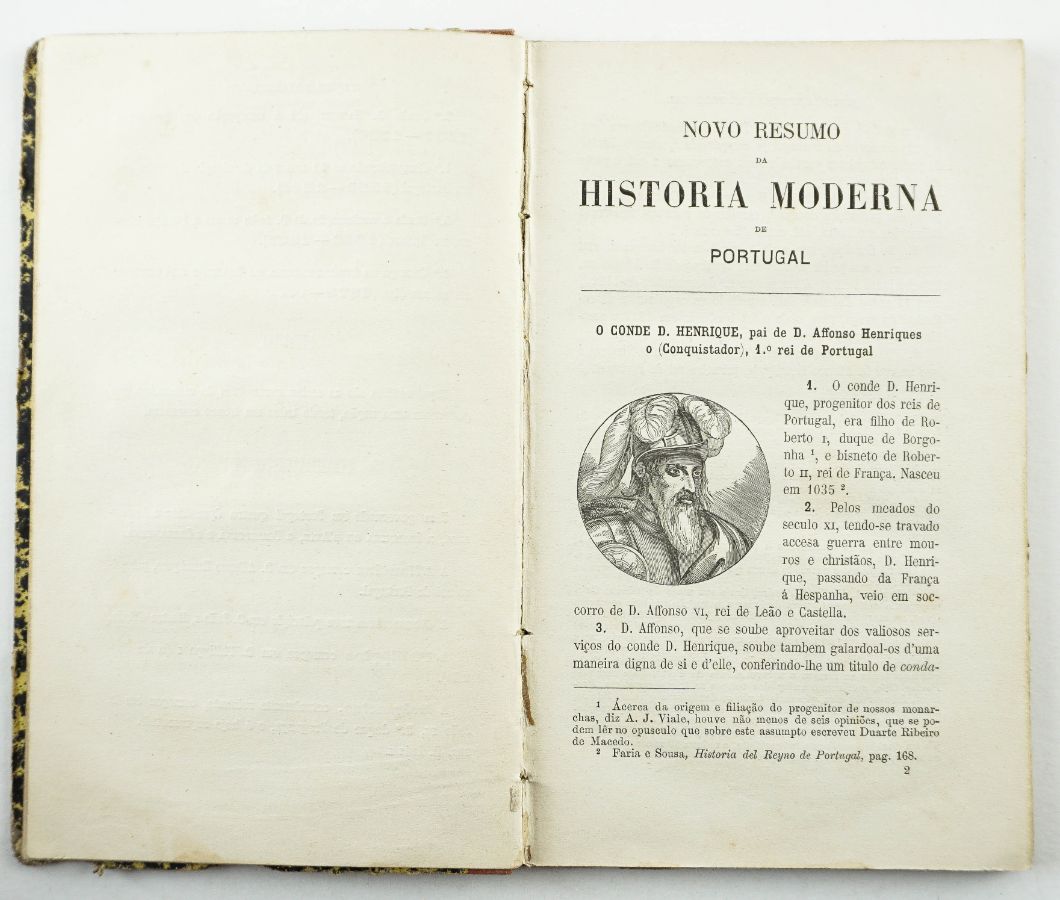 NOVO RESUMO
DA
HISTORIA MODERNA
DE
PORTUGAL
O CONDE D. HENRIQUE, pai de D. Affonso Henriques
o (Conquistador), 1.º rei de Portugal
1. O conde D. Henri-
que, progenitor dos reis de
Portugal, era filho de Ro-
berto I, duque de Borgo-
nha ¹, e bisneto de Rober-
to II, rei de França. Nasceu
em 1035 ².
2. Pelos meados do
seculo XI, tendo-se travado
accesa guerra entre mou-
ros e christãos, D. Henri-
que, passando da França
á Hespanha, veio em soc-
corro de D. Affonso VI, rei de Leão e Castella.
3. D. Affonso, que se soube aproveitar dos valiosos ser-
viços do conde D. Henrique, soube tambem galardoal-os d'uma
maneira digna de si e d'elle, conferindo-lhe um titulo de conda-
¹ Ácerca da origem e filiação do progenitor de nossos monar-
chas, diz A. J. Viale, houve não menos de seis opiniões, que se po-
dem lêr no opusculo que sobre este assumpto escreveu Duarte Ribeiro
de Macedo.
² Faria e Sousa, Historia del Reyno de Portugal, pag. 168.
2